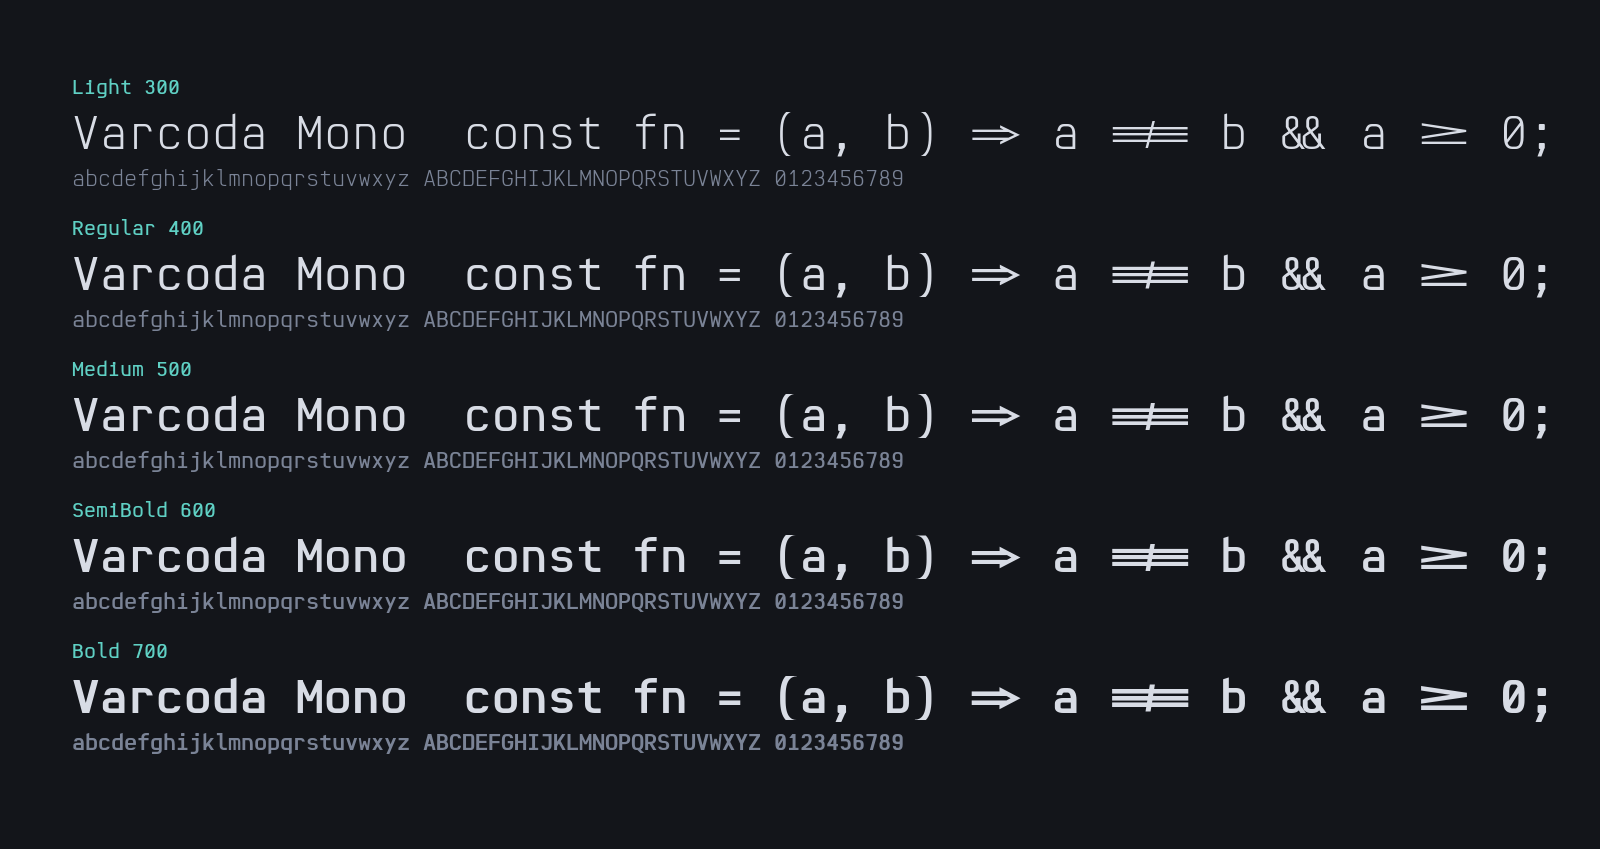 Light 300
Varcoda Mono  const fn = (a, b) => a !== b && a >= 0;
abcdefghijklmnopqrstuvwxyz ABCDEFGHIJKLMNOPQRSTUVWXYZ 0123456789
Regular 400
Varcoda Mono  const fn = (a, b) => a !== b && a >= 0;
abcdefghijklmnopqrstuvwxyz ABCDEFGHIJKLMNOPQRSTUVWXYZ 0123456789
Medium 500
Varcoda Mono  const fn = (a, b) => a !== b && a >= 0;
abcdefghijklmnopqrstuvwxyz ABCDEFGHIJKLMNOPQRSTUVWXYZ 0123456789
SemiBold 600
Varcoda Mono  const fn = (a, b) => a !== b && a >= 0;
abcdefghijklmnopqrstuvwxyz ABCDEFGHIJKLMNOPQRSTUVWXYZ 0123456789
Bold 700
Varcoda Mono  const fn = (a, b) => a !== b && a >= 0;
abcdefghijklmnopqrstuvwxyz ABCDEFGHIJKLMNOPQRSTUVWXYZ 0123456789